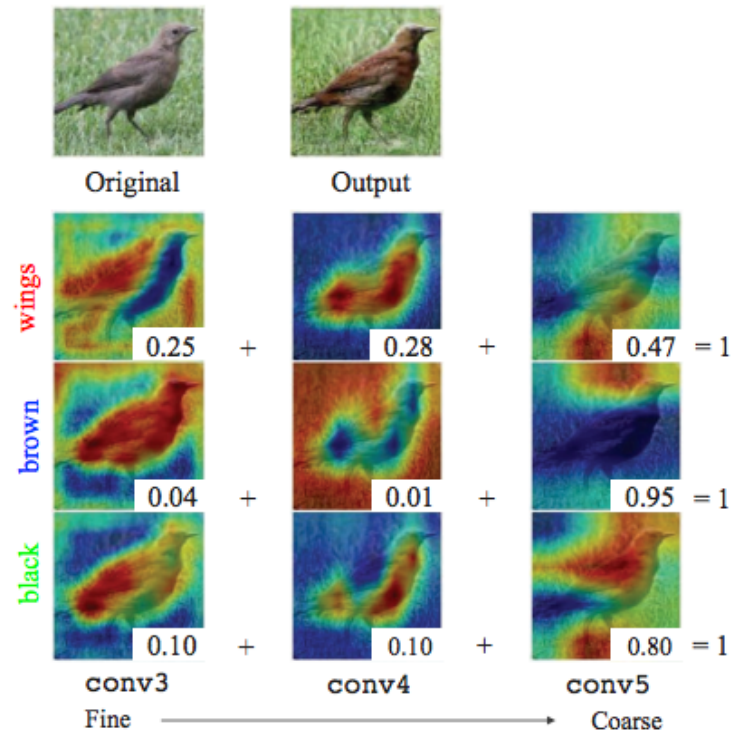 Original Output
wings 0.25 + 0.28 + 0.47 = 1
brown 0.04 + 0.01 + 0.95 = 1
black 0.10 + 0.10 + 0.80 = 1
conv3 conv4 conv5
Fine Coarse